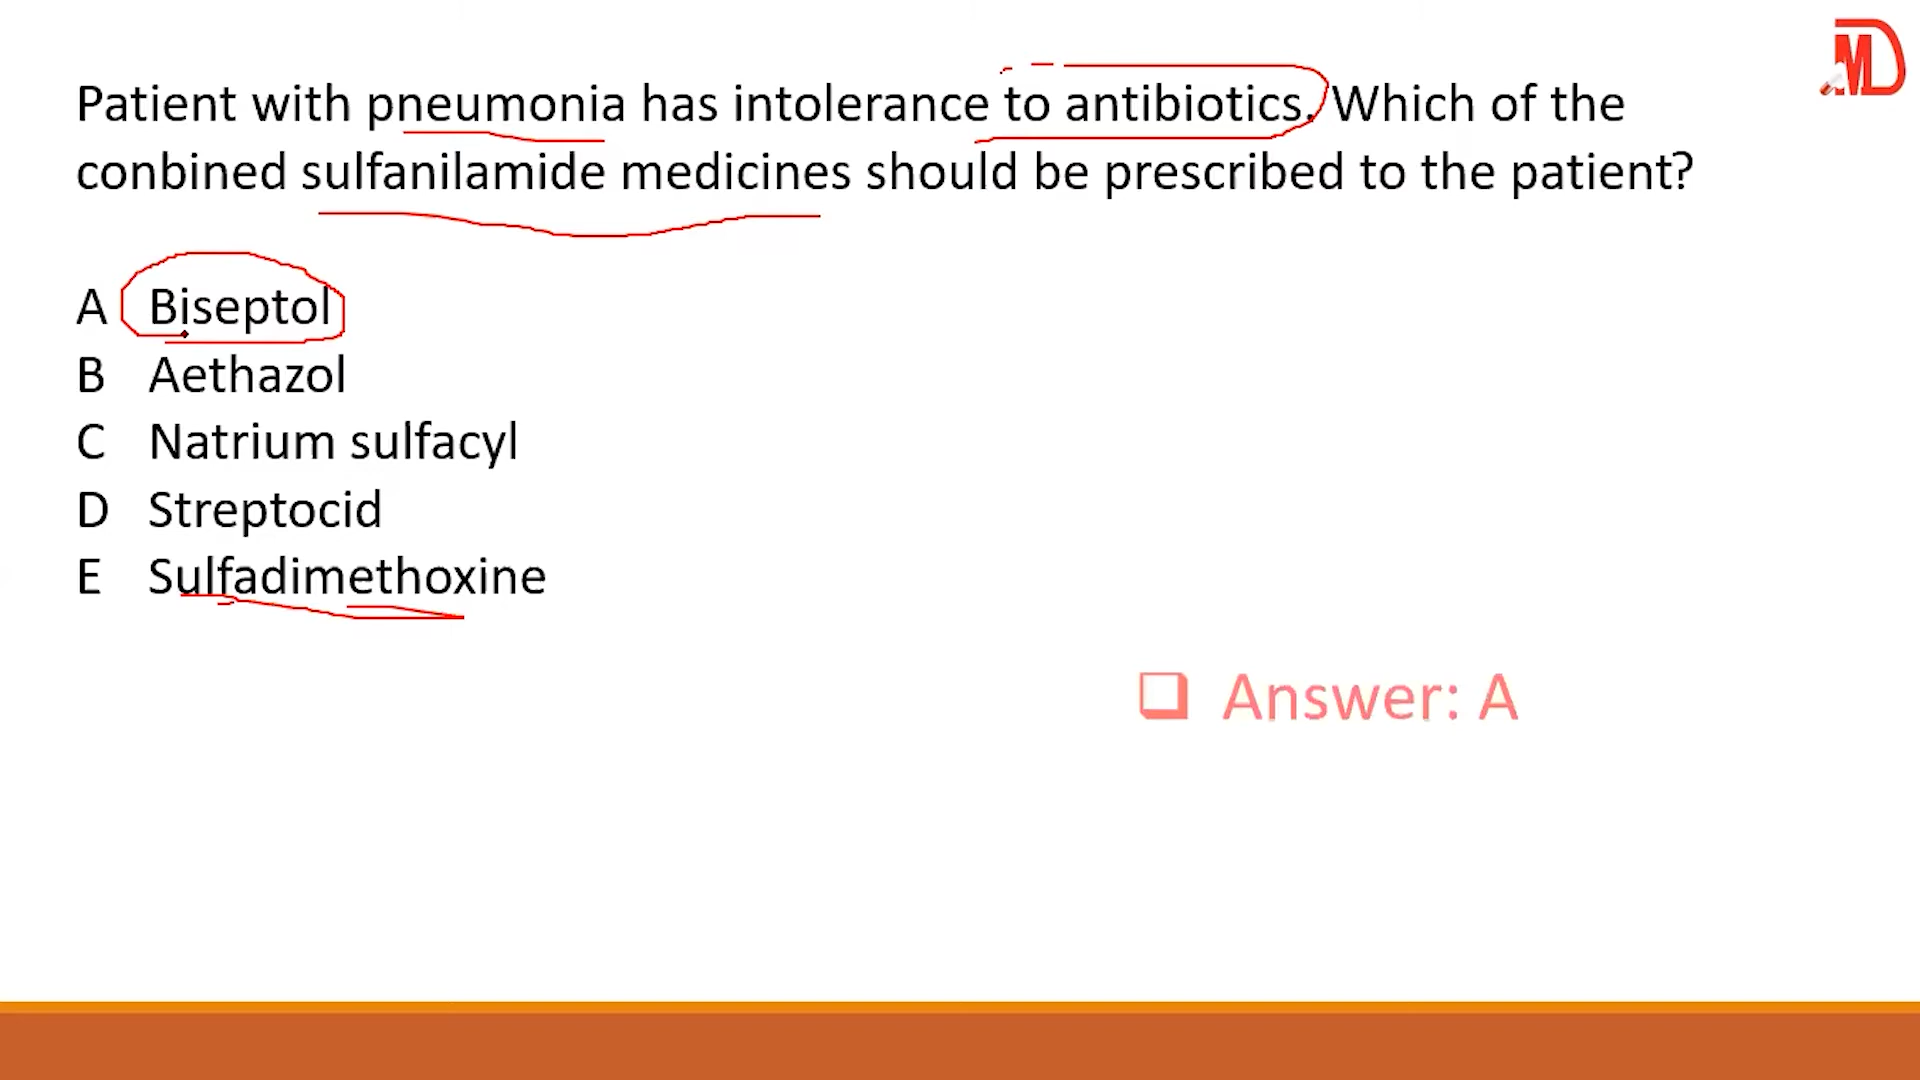 MD
Patient with pneumonia has intolerance to antibiotics. Which of the
conbined sulfanilamide medicines should be prescribed to the patient?
A Biseptol
B Aethazol
C Natrium sulfacyl
D Streptocid
E Sulfadimethoxine
Answer: A